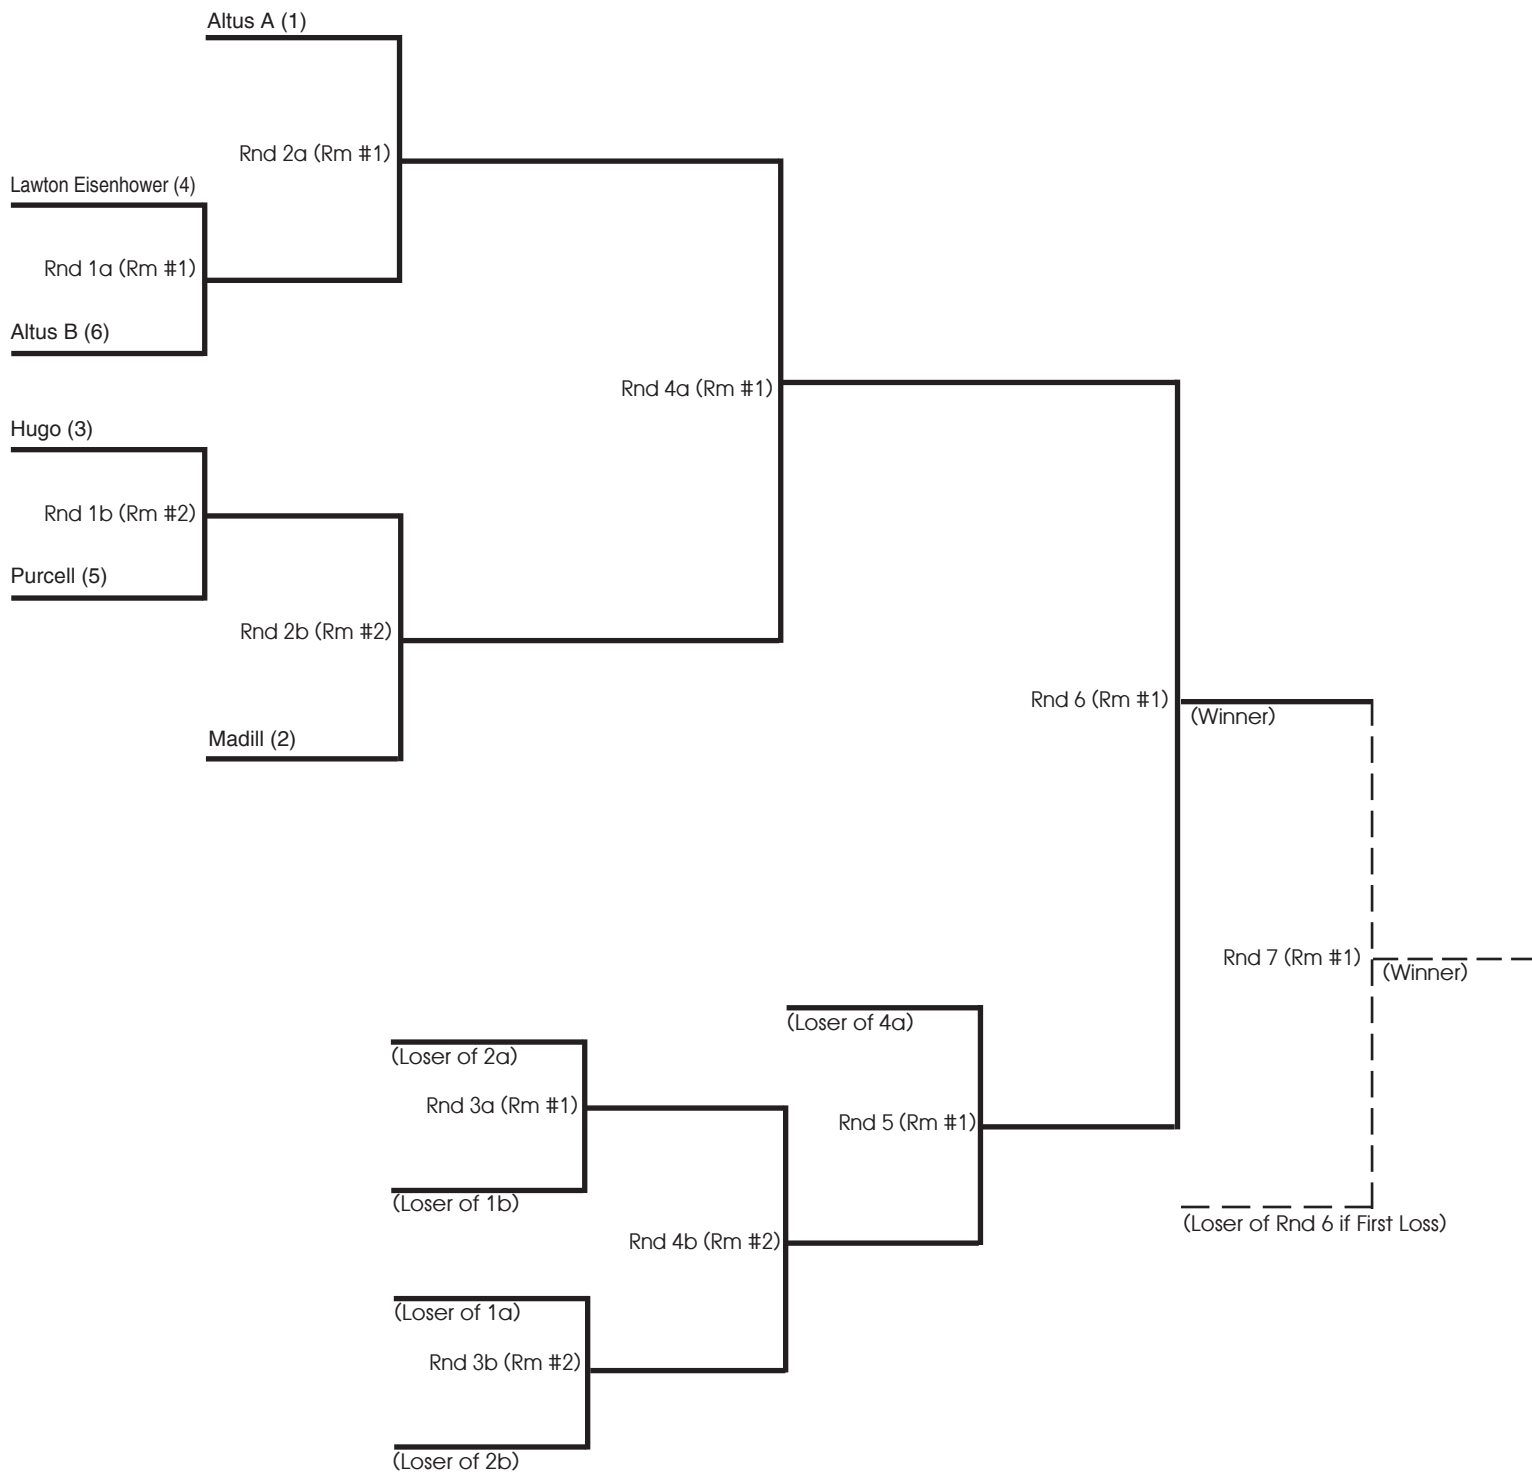 Altus A (1)
Rnd 2a (Rm #1)
Lawton Eisenhower (4)
Rnd 1a (Rm #1)
Altus B (6)
Rnd 4a (Rm #1)
Hugo (3)
Rnd 1b (Rm #2)
Purcell (5)
Rnd 2b (Rm #2)
Madill (2)
Rnd 6 (Rm #1)
(Winner)
Rnd 7 (Rm #1)
(Winner)
(Loser of 4a)
(Loser of 2a)
Rnd 3a (Rm #1)
Rnd 5 (Rm #1)
(Loser of 1b)
(Loser of Rnd 6 if First Loss)
Rnd 4b (Rm #2)
(Loser of 1a)
Rnd 3b (Rm #2)
(Loser of 2b)